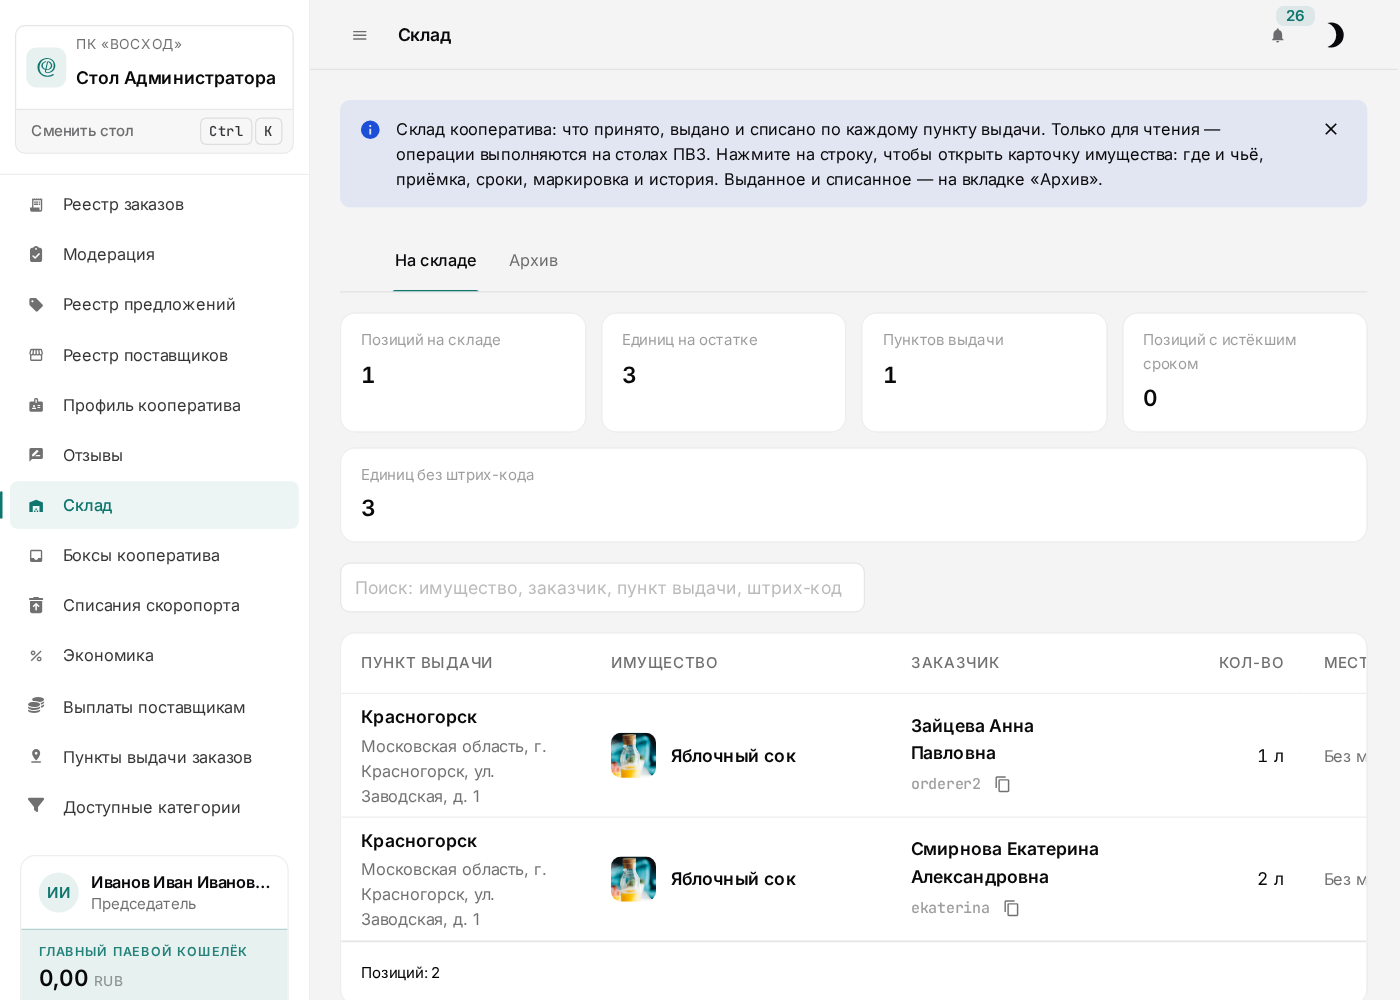 ПК «ВОСХОД»
Стол Администратора
Сменить стол
Ctrl K
Реестр заказов
Модерация
Реестр предложений
Реестр поставщиков
Профиль кооператива
Отзывы
Склад
Боксы кооператива
Списания скоропорта
Экономика
Выплаты поставщикам
Пункты выдачи заказов
Доступные категории
ИИ
Иванов Иван Иванов...
Председатель
ГЛАВНЫЙ ПАЕВОЙ КОШЕЛЁК
0,00 RUB
Склад
26
Склад кооператива: что принято, выдано и списано по каждому пункту выдачи. Только для чтения —
операции выполняются на столах ПВЗ. Нажмите на строку, чтобы открыть карточку имущества: где и чьё,
приёмка, сроки, маркировка и история. Выданное и списанное — на вкладке «Архив».
На складе
Архив
Позиций на складе
1
Единиц на остатке
3
Пунктов выдачи
1
Позиций с истёкшим
сроком
0
Единиц без штрих-кода
3
Поиск: имущество, заказчик, пункт выдачи, штрих-код
ПУНКТ ВЫДАЧИ ИМУЩЕСТВО ЗАКАЗЧИК КОЛ-ВО МЕСТ
Красногорск
Московская область, г.
Красногорск, ул.
Заводская, д. 1
Яблочный сок
Зайцева Анна
Павловна
orderer2
1 л
Без м
Красногорск
Московская область, г.
Красногорск, ул.
Заводская, д. 1
Яблочный сок
Смирнова Екатерина
Александровна
ekaterina
2 л
Без м
Позиций: 2